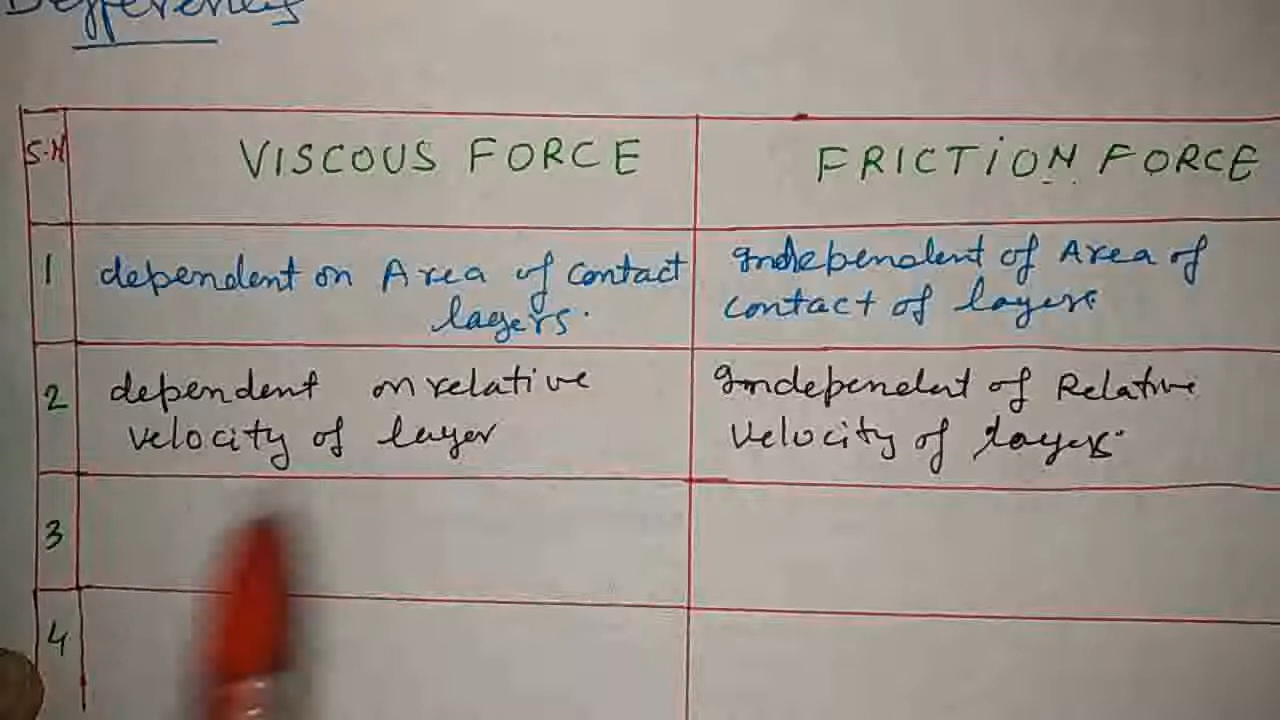 Differences
S.N VISCOUS FORCE FRICTION FORCE
1 dependent on Area of contact layers. Independent of Area of contact of layers
2 dependent on relative velocity of layer Independent of Relative velocity of layers.
3
4